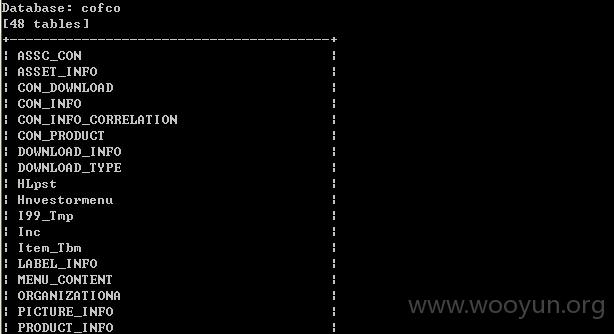 Database: cofco
[48 tables]
+----------------------------------------+
| ASSC_CON |
| ASSET_INFO |
| CON_DOWNLOAD |
| CON_INFO |
| CON_INFO_CORRELATION |
| CON_PRODUCT |
| DOWNLOAD_INFO |
| DOWNLOAD_TYPE |
| HLpst |
| Hnvestormenu |
| I99_Tmp |
| Inc |
| Item_Tbm |
| LABEL_INFO |
| MENU_CONTENT |
| ORGANIZATIONA |
| PICTURE_INFO |
| PRODUCT_INFO |
www.wooyun.org